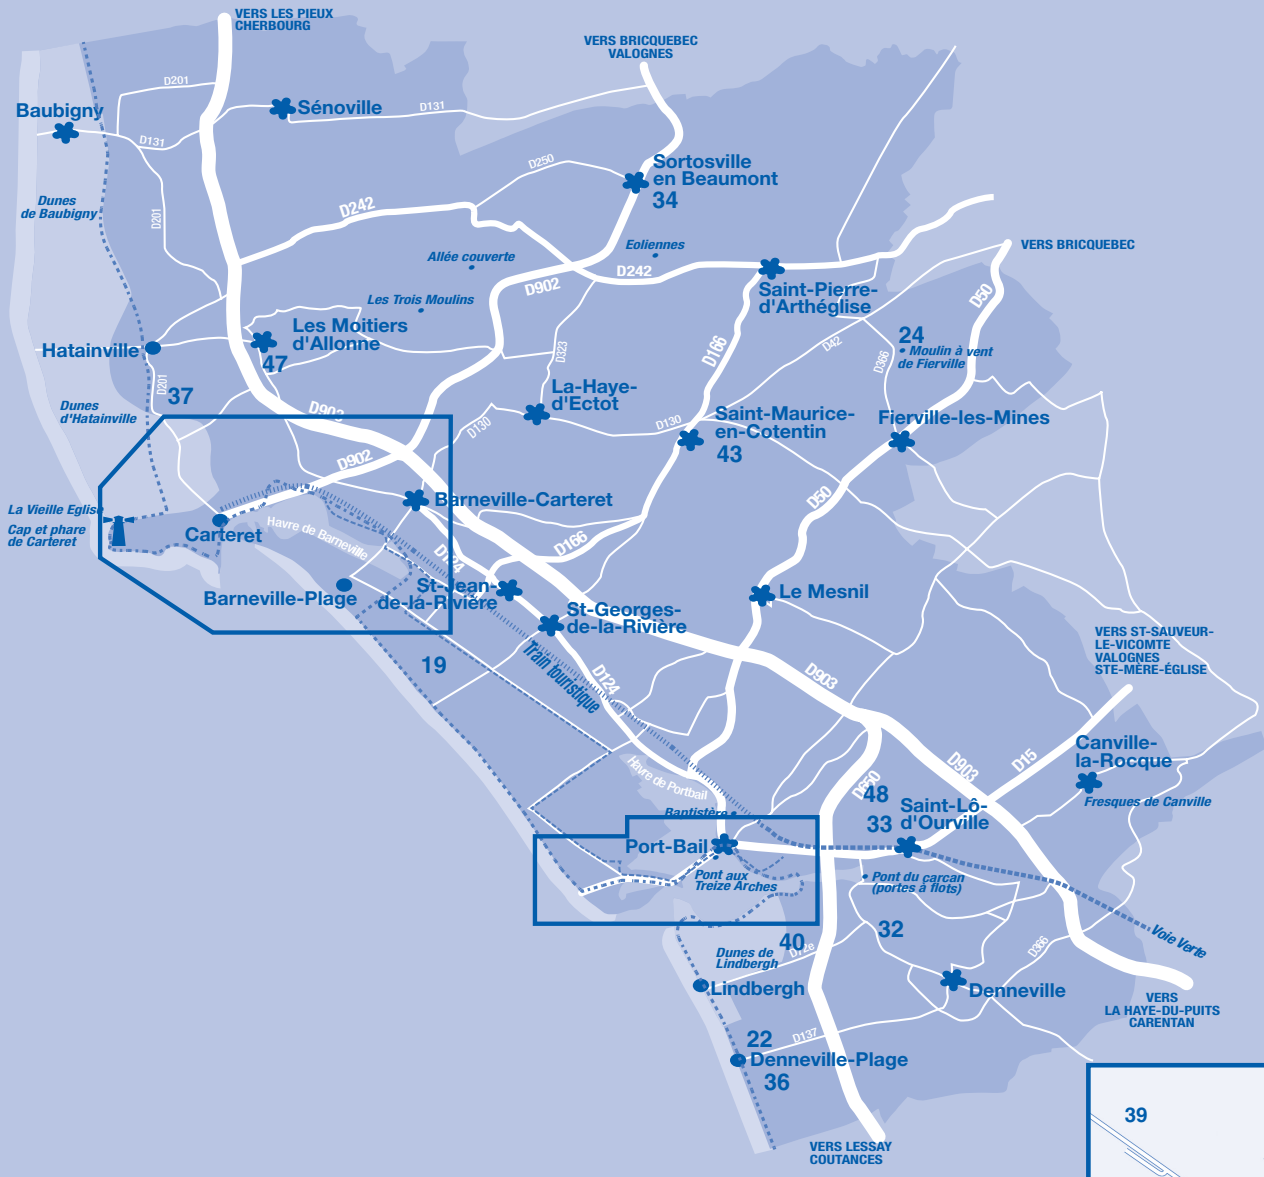 VERS LES PIEUX
CHERBOURG
VERS BRICQUEBEC
VALOGNES
D201
Baubigny
Sénoville
D131
D131
D250
Sortosville
en Beaumont
34
Dunes
de Baubigny
D201
D242
Allée couverte
Eoliennes
D242
D902
VERS BRICQUEBEC
Saint-Pierre-
d'Arthéglise
D50
Les Trois Moulins
Les Moitiers
d'Allonne
47
Hatainville
D323
D166
D42
D366
24
Moulin à vent
de Fierville
37
D201
Dunes
d'Hatainville
D903
La-Haye-
d'Ectot
D130
D130
Saint-Maurice-
en-Cotentin
43
Fierville-les-Mines
D902
Barneville-Carteret
D50
La Vieille Eglise
Cap et phare
de Carteret
Carteret
Havre de Barneville
D124
D166
Barneville-Plage
St-Jean-
de-la-Rivière
St-Georges-
de-la-Rivière
Le Mesnil
19
Train touristique
D124
D903
VERS ST-SAUVEUR-
LE-VICOMTE
VALOGNES
STE-MÈRE-ÉGLISE
Havre de Portbail
D650
D903
D15
Canville-
la-Rocque
Fresques de Canville
48
33
Saint-Lô-
d'Ourville
Baptistère
Port-Bail
Pont aux
Treize Arches
Pont du carcan
(portes à flots)
32
40
D72e
Dunes de
Lindbergh
Lindbergh
D366
Voie Verte
Denneville
VERS
LA HAYE-DU-PUITS
CARENTAN
22
D137
Denneville-Plage
36
39
VERS LESSAY
COUTANCES